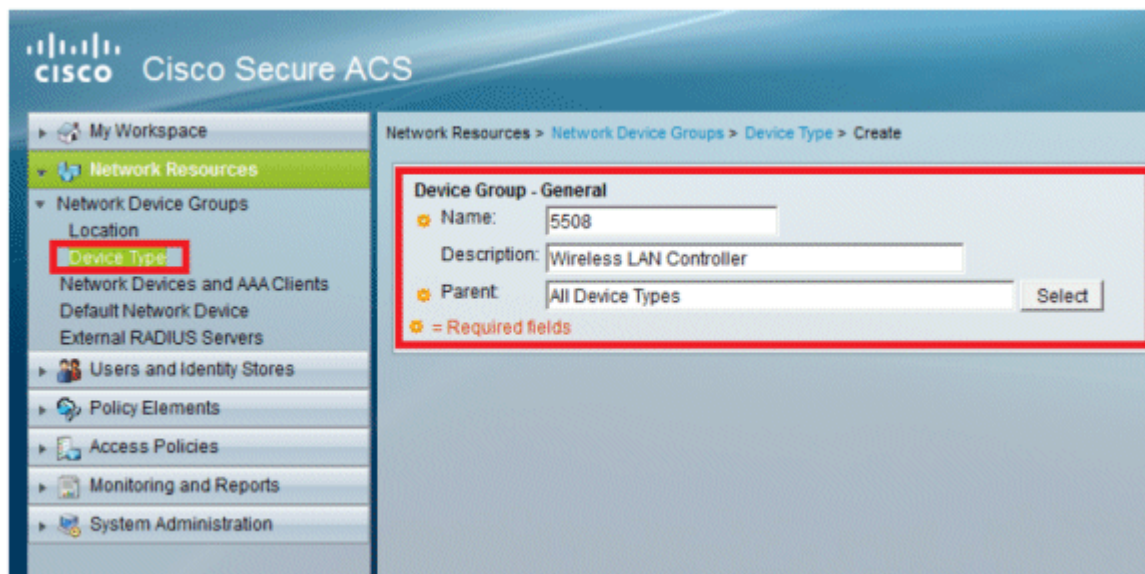 CISCO Cisco Secure ACS
My Workspace
Network Resources
Network Device Groups
Location
Device Type
Network Devices and AAA Clients
Default Network Device
External RADIUS Servers
Users and Identity Stores
Policy Elements
Access Policies
Monitoring and Reports
System Administration
Network Resources > Network Device Groups > Device Type > Create
Device Group - General
Name: 5508
Description: Wireless LAN Controller
Parent: All Device Types Select
= Required fields